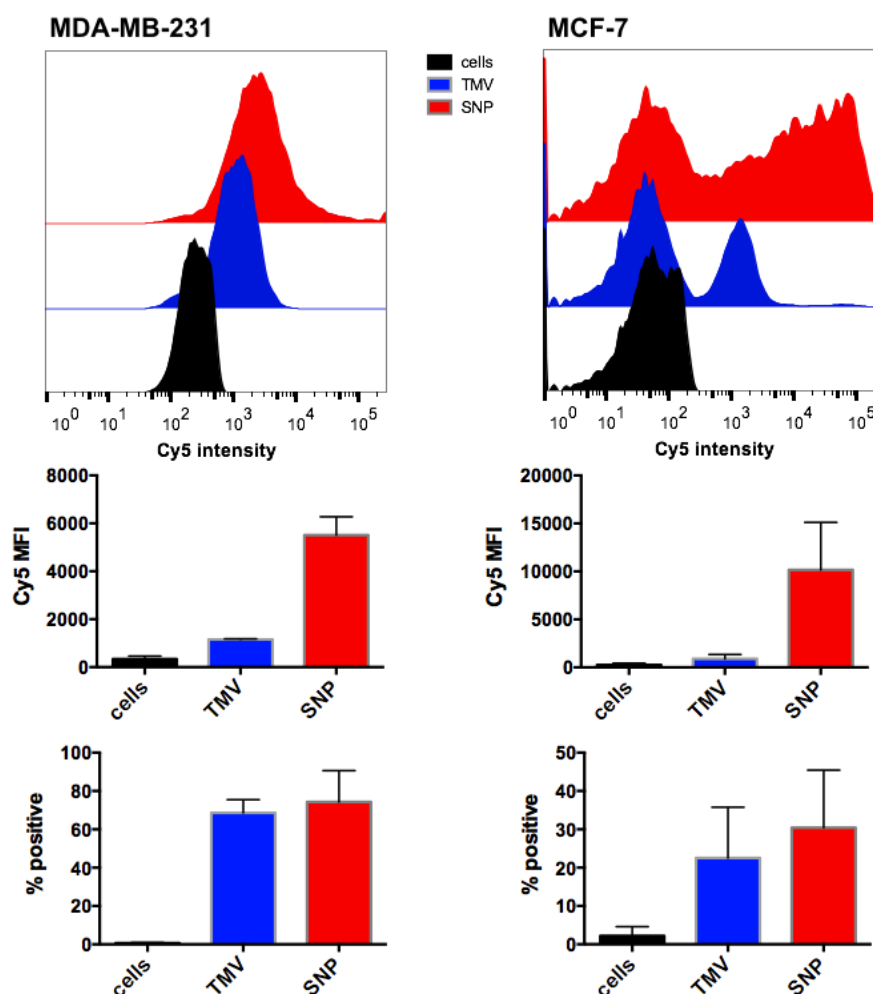 MDA-MB-231
MCF-7
cells
TMV
SNP
10^0 10^1 10^2 10^3 10^4 10^5
Cy5 intensity
10^0 10^1 10^2 10^3 10^4 10^5
Cy5 intensity
8000
6000
4000
2000
0
Cy5 MFI
cells
TMV
SNP
20000
15000
10000
5000
0
Cy5 MFI
cells
TMV
SNP
100
80
60
40
20
0
% positive
cells
TMV
SNP
50
40
30
20
10
0
% positive
cells
TMV
SNP